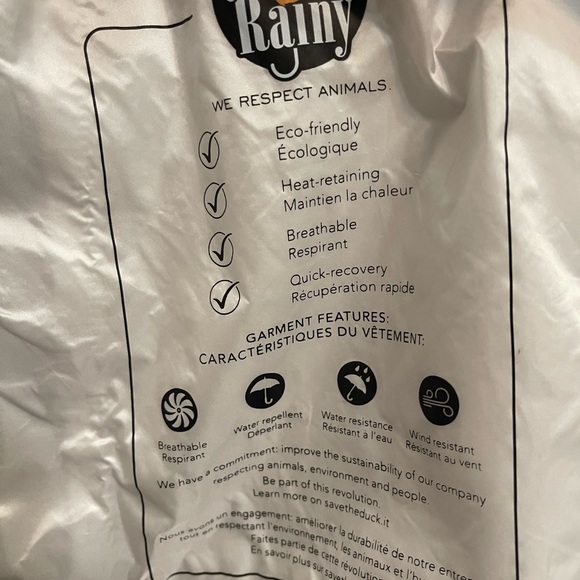 Rainy
WE RESPECT ANIMALS.
Eco-friendly
Écologique
Heat-retaining
Maintien la chaleur
Breathable
Respirant
Quick-recovery
Récupération rapide
GARMENT FEATURES:
CARACTÉRISTIQUES DU VÊTEMENT:
Breathable
Respirant
Water repellent
Déperlant
Water resistance
Résistant à l'eau
Wind resistant
Résistant au vent
We have a commitment: improve the sustainability of our company
respecting animals, environment and people.
Be part of this revolution.
Learn more on savetheduck.it
Nous avons un engagement: améliorer la durabilité de notre
tout en respectant l'environnement, les animaux et
Faites partie de cette révolution
En savoir plus sur